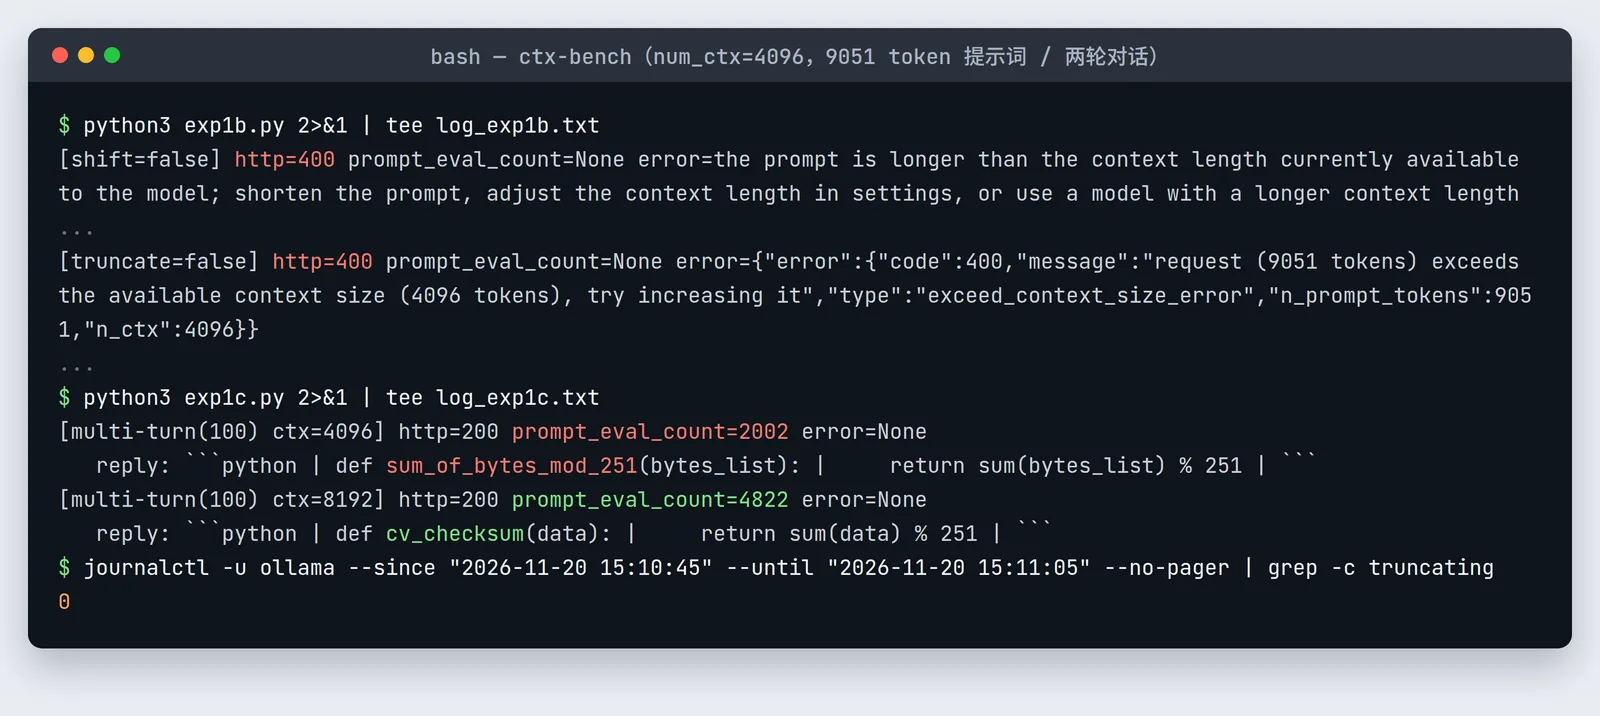 bash — ctx-bench（num_ctx=4096，9051 token 提示词 / 两轮对话）
$ python3 exp1b.py 2>&1 | tee log_exp1b.txt
[shift=false] http=400 prompt_eval_count=None error=the prompt is longer than the context length currently available
to the model; shorten the prompt, adjust the context length in settings, or use a model with a longer context length
...
[truncate=false] http=400 prompt_eval_count=None error={"error":{"code":400,"message":"request (9051 tokens) exceeds
the available context size (4096 tokens), try increasing it","type":"exceed_context_size_error","n_prompt_tokens":905
1,"n_ctx":4096}}
...
$ python3 exp1c.py 2>&1 | tee log_exp1c.txt
[multi-turn(100) ctx=4096] http=200 prompt_eval_count=2002 error=None
   reply: ```python | def sum_of_bytes_mod_251(bytes_list): |     return sum(bytes_list) % 251 | ```
[multi-turn(100) ctx=8192] http=200 prompt_eval_count=4822 error=None
   reply: ```python | def cv_checksum(data): |     return sum(data) % 251 | ```
$ journalctl -u ollama --since "2026-11-20 15:10:45" --until "2026-11-20 15:11:05" --no-pager | grep -c truncating
0